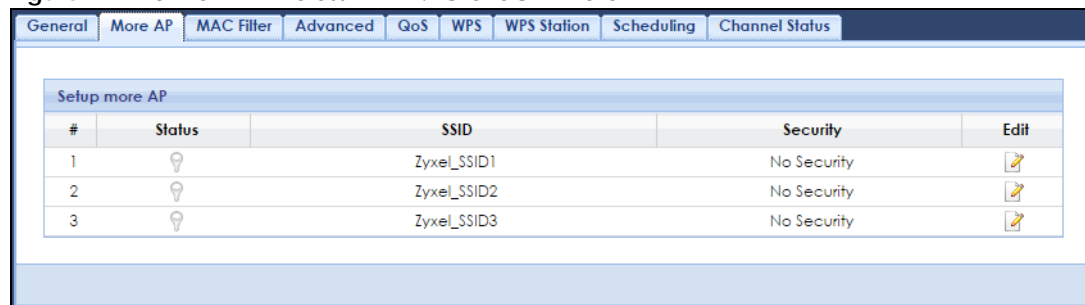 General More AP MAC Filter Advanced QoS WPS WPS Station Scheduling Channel Status
Setup more AP
# Status SSID Security Edit
1 Zyxel_SSID1 No Security
2 Zyxel_SSID2 No Security
3 Zyxel_SSID3 No Security